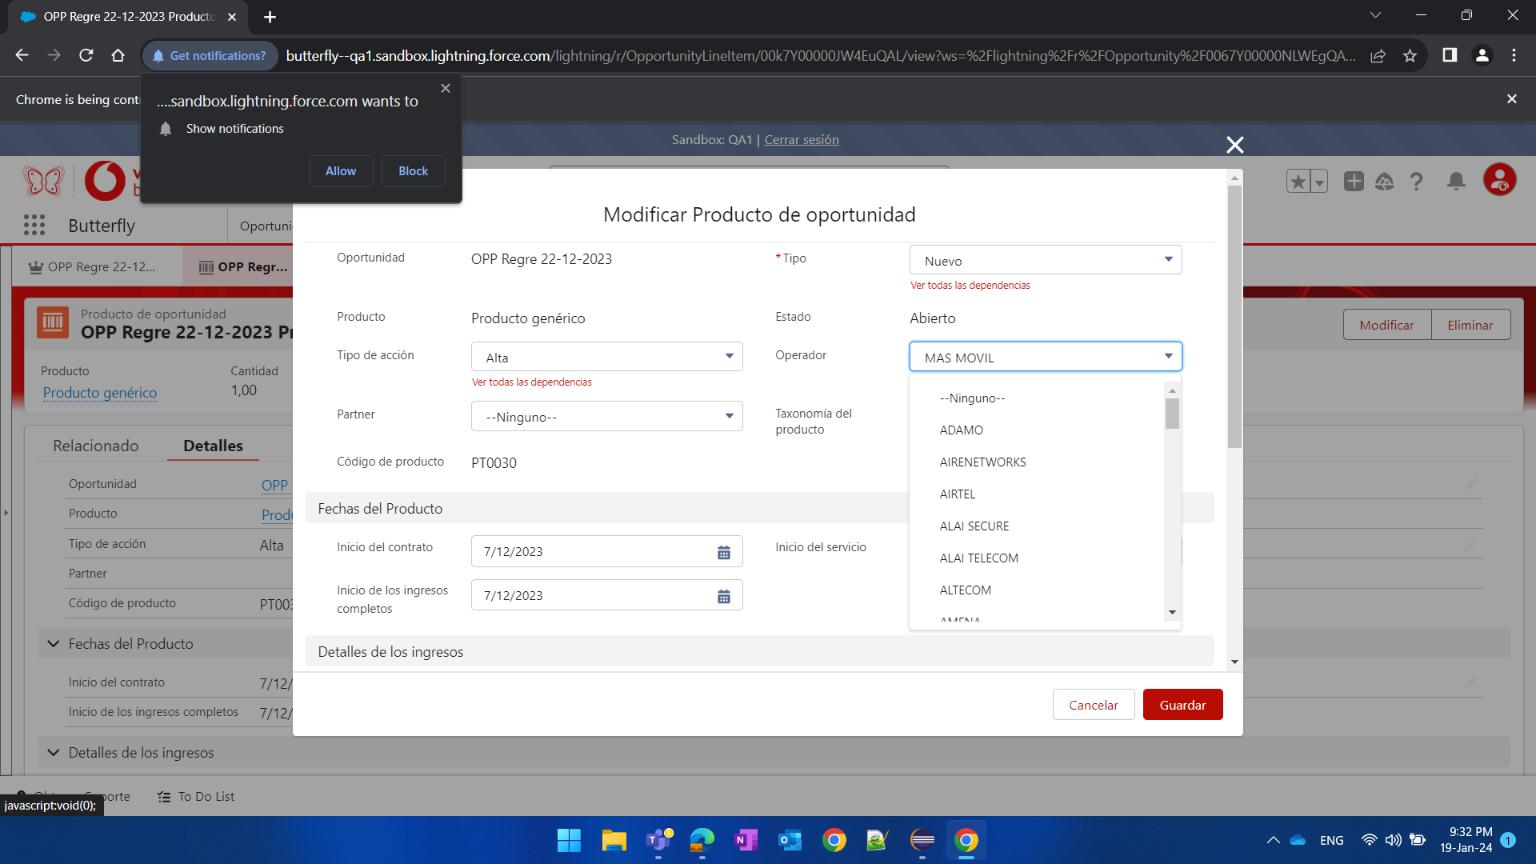 OPP Regre 22-12-2023 Producto
Get notifications?
butterfly--qa1.sandbox.lightning.force.com/lightning/r/OpportunityLineItem/00k7Y00000JW4EuQAL/view?ws=%2Flightning%2Fr%2FOpportunity%2F0067Y00000NLWEgQA...
Chrome is being cont
....sandbox.lightning.force.com wants to
Show notifications
Allow
Block
Sandbox: QA1 | Cerrar sesión
Butterfly
Oportuni
OPP Regre 22-12...
OPP Regr...
Producto de oportunidad
OPP Regre 22-12-2023 P
Modificar
Eliminar
Producto
Cantidad
Producto genérico
1,00
Relacionado
Detalles
Oportunidad
OPP
Producto
Prod
Tipo de acción
Alta
Partner
Código de producto
PT003
Fechas del Producto
Inicio del contrato
7/12/
Inicio de los ingresos completos
7/12/
Detalles de los ingresos
Modificar Producto de oportunidad
Oportunidad
OPP Regre 22-12-2023
*Tipo
Nuevo
Ver todas las dependencias
Producto
Producto genérico
Estado
Abierto
Tipo de acción
Alta
Ver todas las dependencias
Operador
MAS MOVIL
--Ninguno--
ADAMO
AIRENETWORKS
AIRTEL
ALAI SECURE
ALAI TELECOM
ALTECOM
AMENA
Partner
--Ninguno--
Taxonomía del
producto
Código de producto
PT0030
Fechas del Producto
Inicio del contrato
7/12/2023
Inicio del servicio
Inicio de los ingresos
completos
7/12/2023
Detalles de los ingresos
Cancelar
Guardar
porte
To Do List
javascript:void(0);
ENG
9:32 PM
19-Jan-24
1